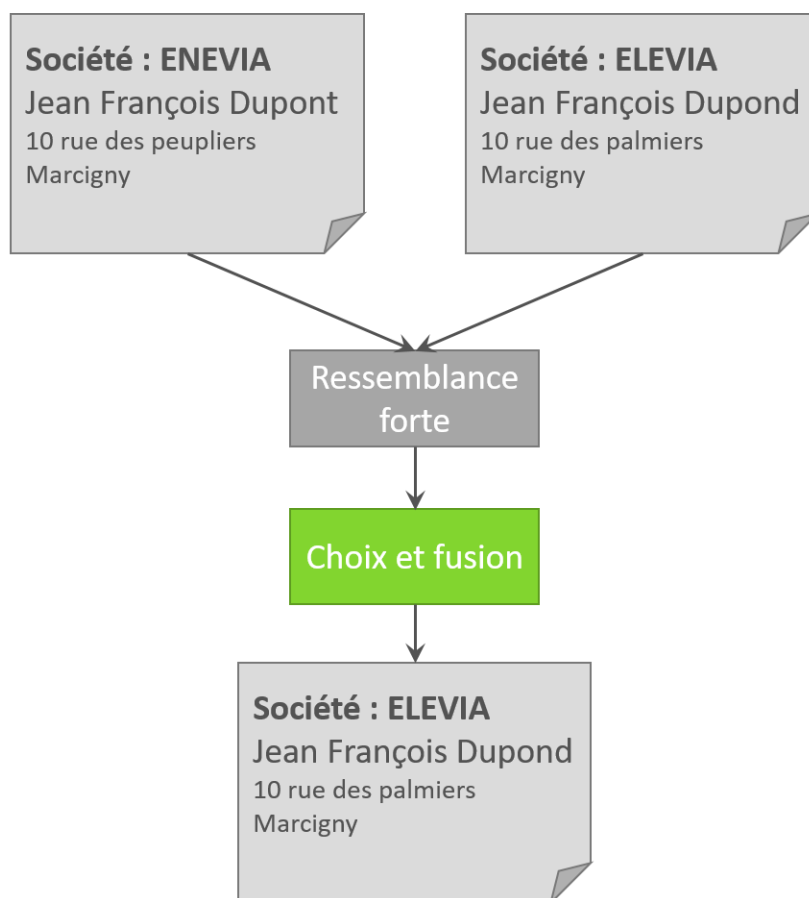 Société : ENEVIA
Jean François Dupont
10 rue des peupliers
Marcigny
Société : ELEVIA
Jean François Dupond
10 rue des palmiers
Marcigny
Ressemblance
forte
Choix et fusion
Société : ELEVIA
Jean François Dupond
10 rue des palmiers
Marcigny